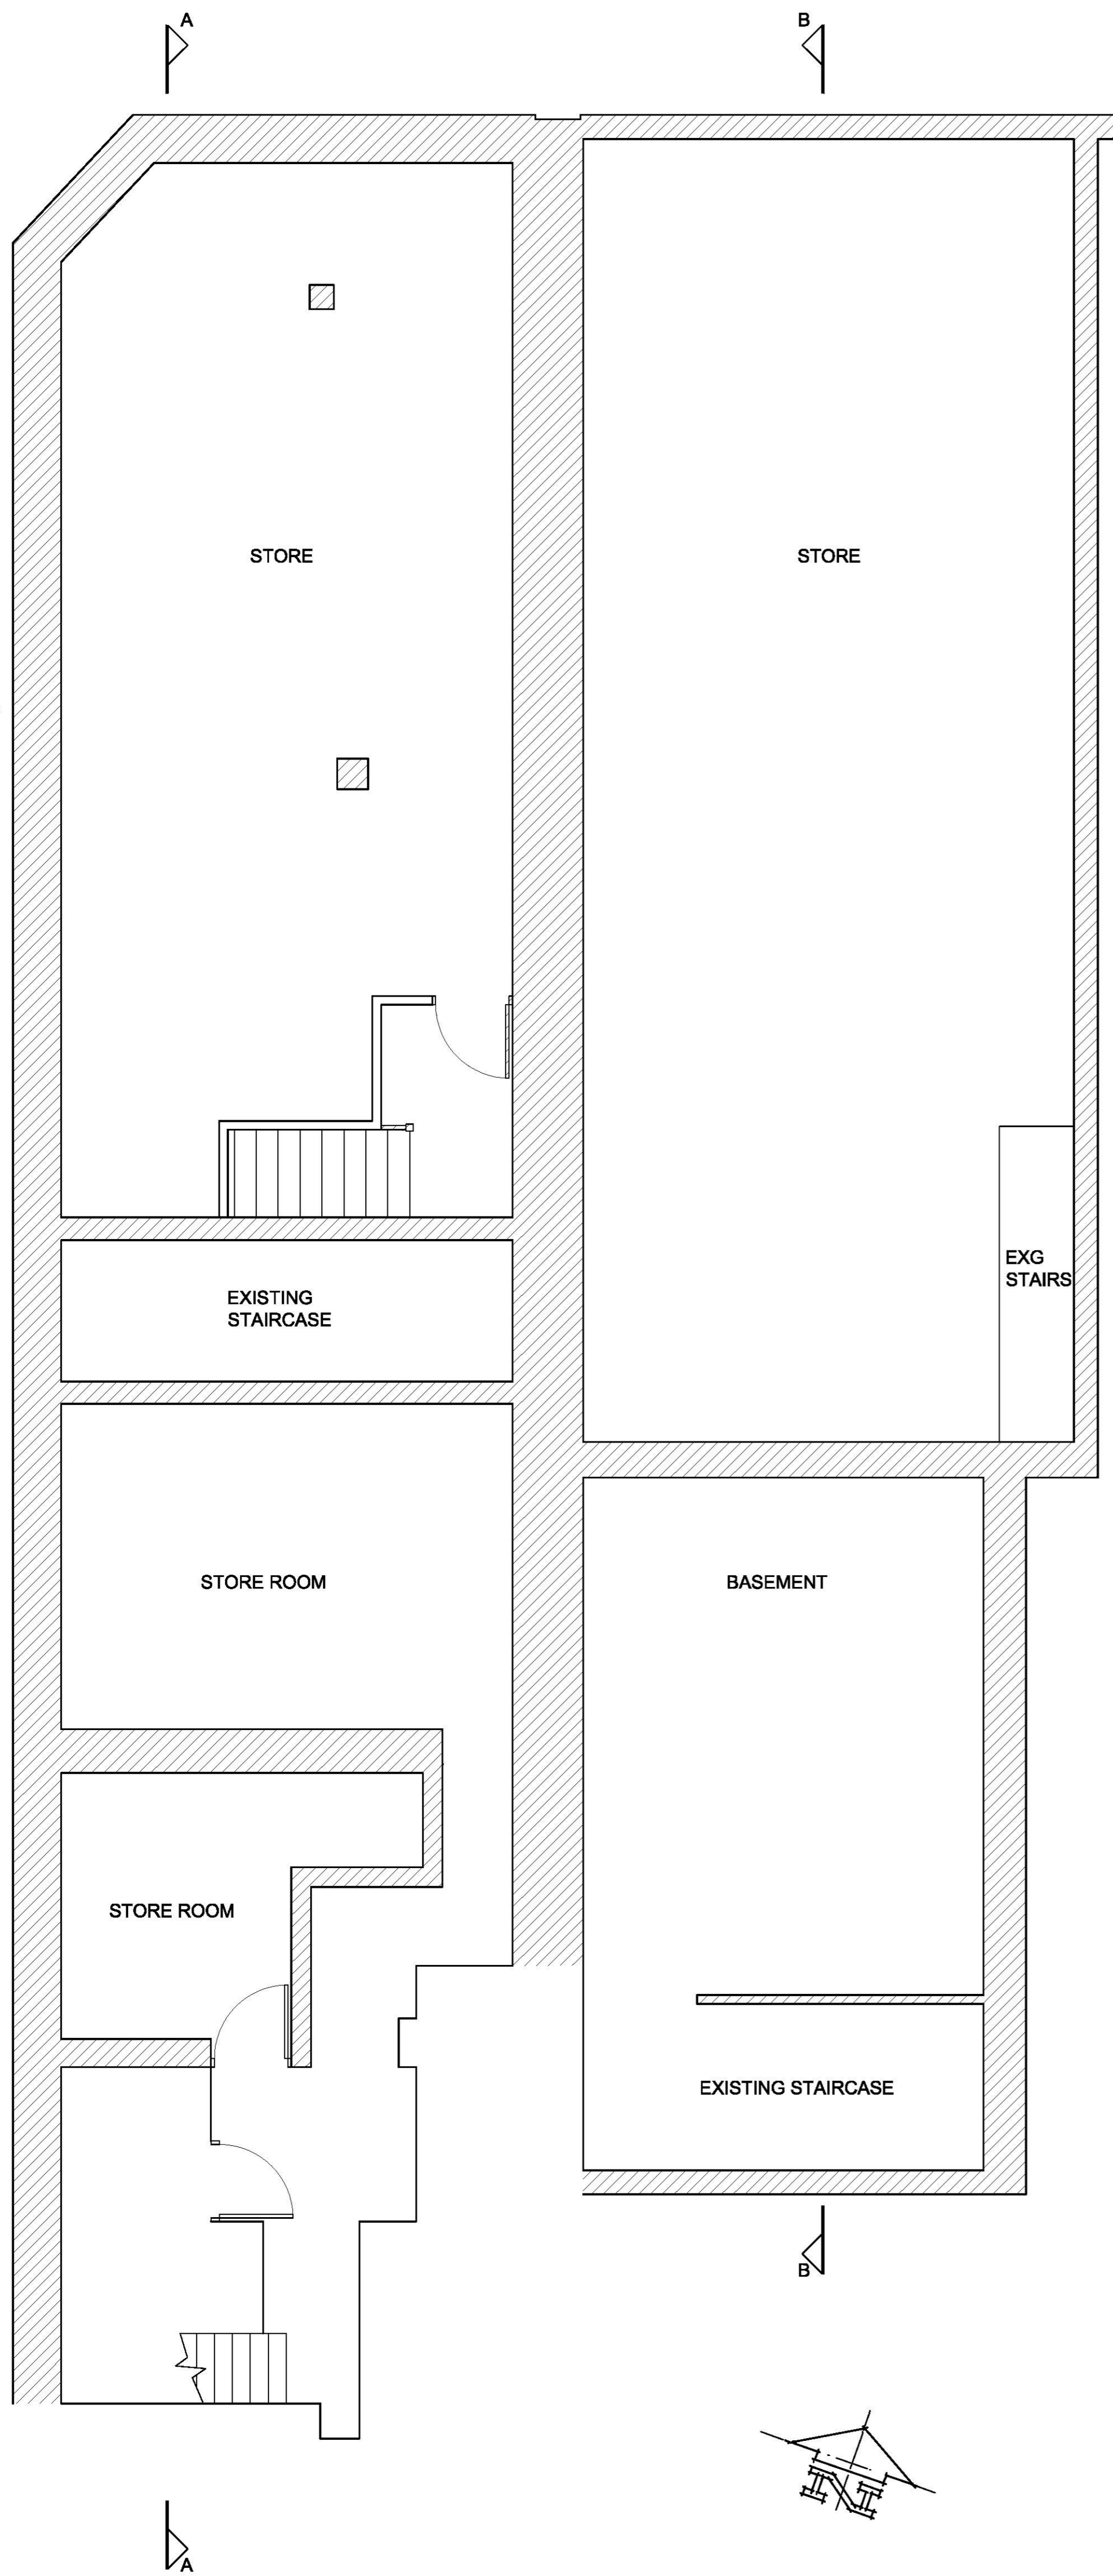 A
B
STORE
STORE
EXG
STAIRS
EXISTING
STAIRCASE
STORE ROOM
BASEMENT
STORE ROOM
EXISTING STAIRCASE
B
N
A